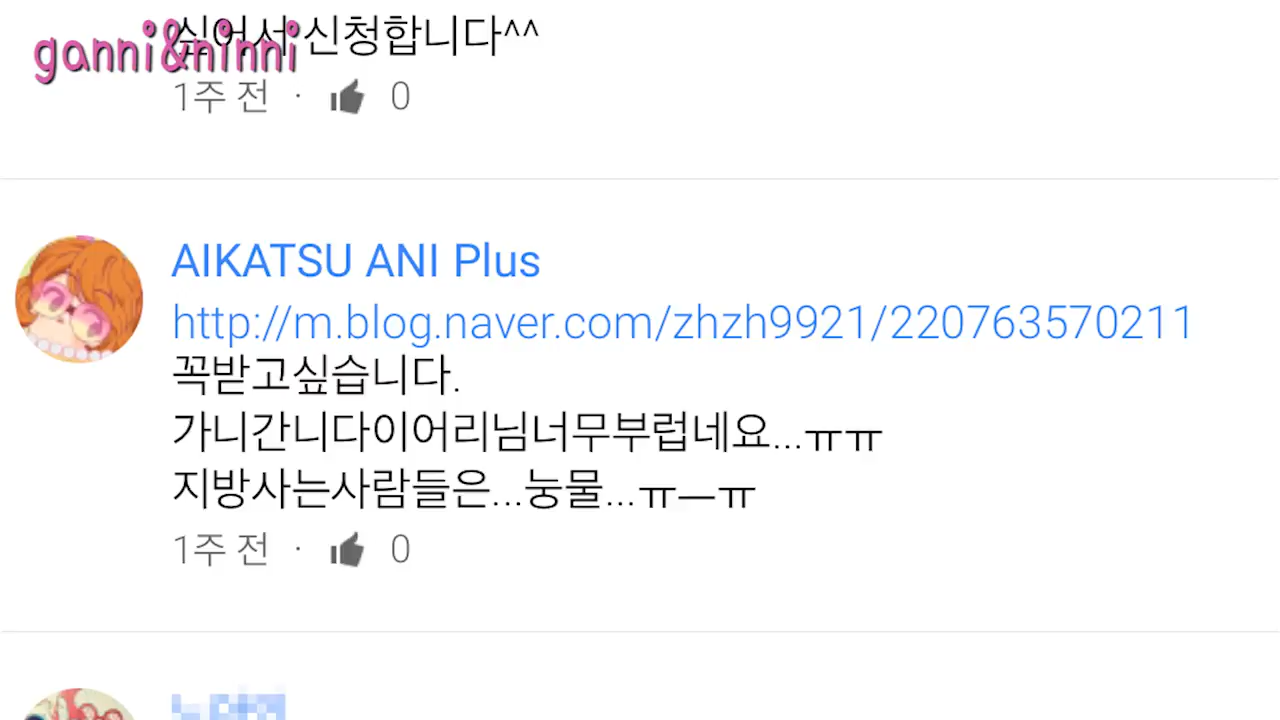 ganni&ninni
싶어서 신청합니다^^
1주 전 · 0
AIKATSU ANI Plus
http://m.blog.naver.com/zhzh9921/220763570211
꼭받고싶습니다.
가니간니다이어리님너무부럽네요...ㅠㅠ
지방사는사람들은...눙물...ㅠㅡㅠ
1주 전 · 0